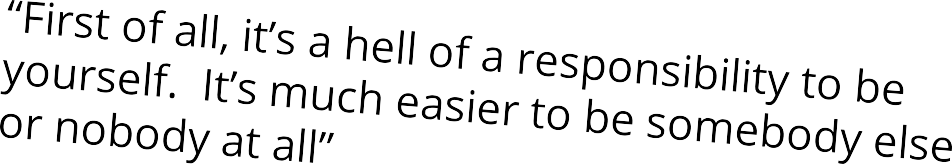 “First of all, it’s a hell of a responsibility to be
yourself.  It’s much easier to be somebody else
or nobody at all”